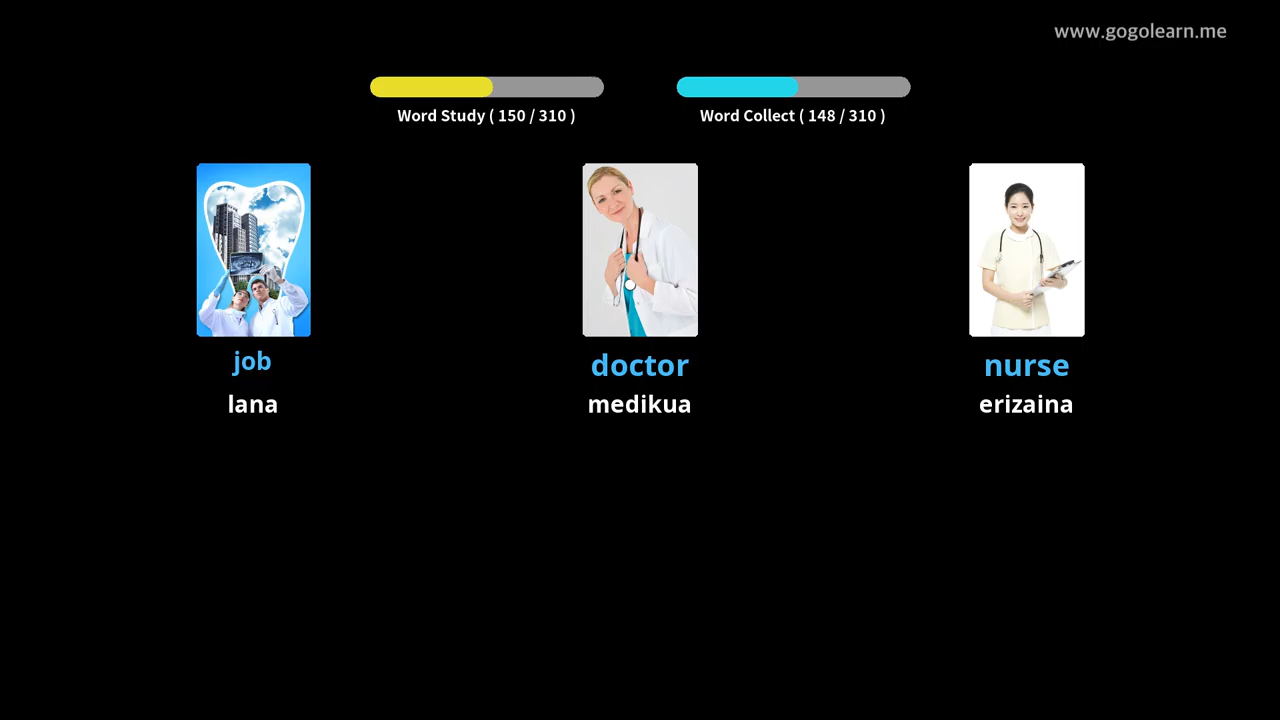 www.gogolearn.me
Word Study ( 150 / 310 )
Word Collect ( 148 / 310 )
job
doctor
nurse
lana
medikua
erizaina